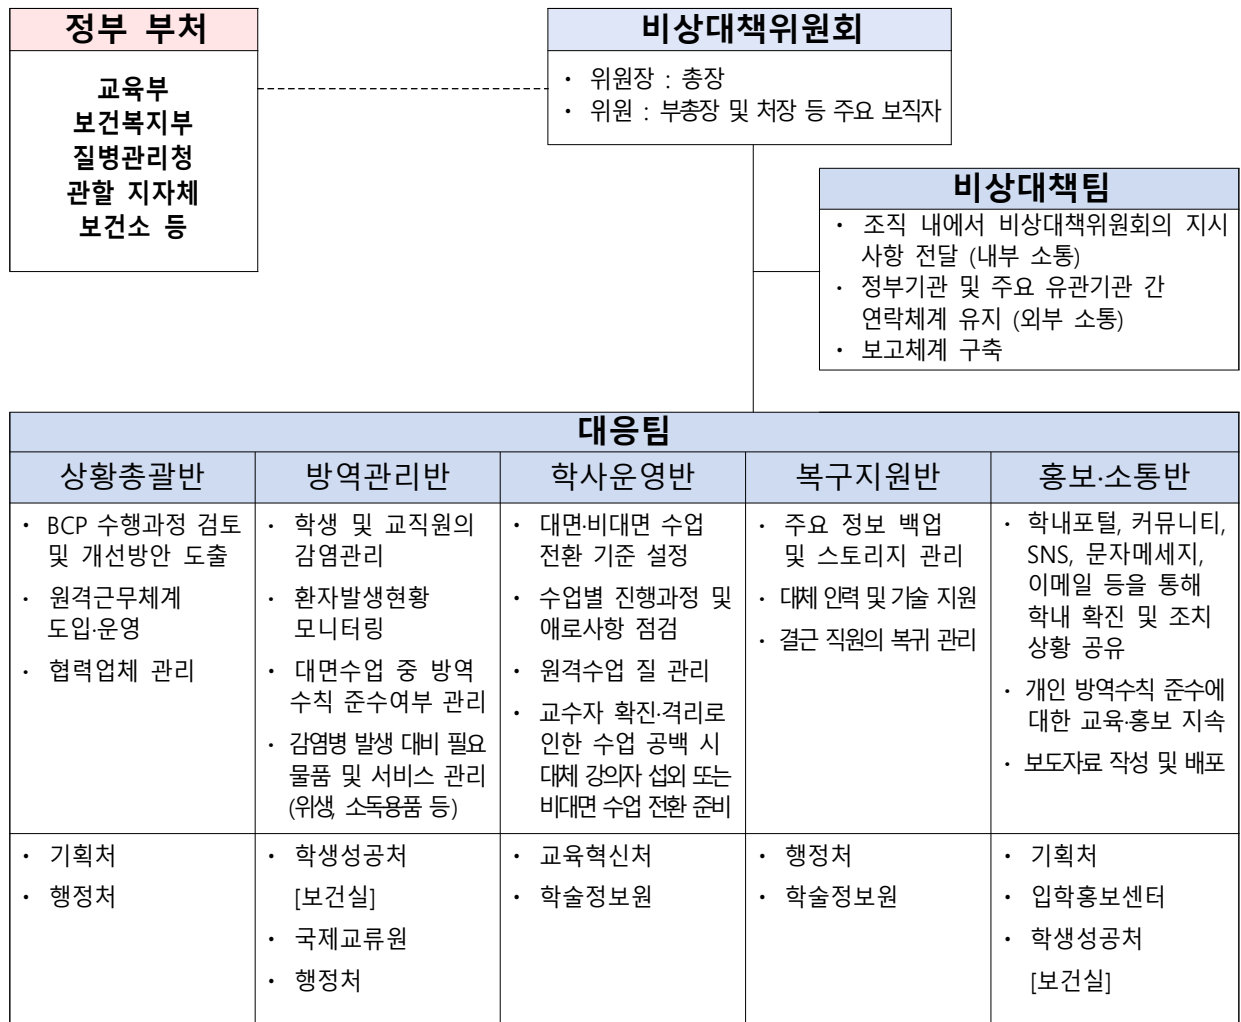 정부 부처
교육부
보건복지부
질병관리청
관할 지자체
보건소 등
비상대책위원회
· 위원장 : 총장
· 위원 : 부총장 및 처장 등 주요 보직자
비상대책팀
· 조직 내에서 비상대책위원회의 지시
사항 전달 (내부 소통)
· 정부기관 및 주요 유관기관 간
연락체계 유지 (외부 소통)
· 보고체계 구축
대응팀
상황총괄반
· BCP 수행과정 검토
및 개선방안 도출
· 원격근무체계
도입·운영
· 협력업체 관리
· 기획처
· 행정처
방역관리반
· 학생 및 교직원의
감염관리
· 환자발생현황
모니터링
· 대면수업 중 방역
수칙 준수여부 관리
· 감염병 발생 대비 필요
물품 및 서비스 관리
(위생, 소독용품 등)
· 학생성공처
[보건실]
· 국제교류원
· 행정처
학사운영반
· 대면·비대면 수업
전환 기준 설정
· 수업별 진행과정 및
애로사항 점검
· 원격수업 질 관리
· 교수자 확진·격리로
인한 수업 공백 시
대체 강의자 섭외 또는
비대면 수업 전환 준비
· 교육혁신처
· 학술정보원
복구지원반
· 주요 정보 백업
및 스토리지 관리
· 대체 인력 및 기술 지원
· 결근 직원의 복귀 관리
· 행정처
· 학술정보원
홍보·소통반
· 학내포털, 커뮤니티,
SNS, 문자메세지,
이메일 등을 통해
학내 확진 및 조치
상황 공유
· 개인 방역수칙 준수에
대한 교육·홍보 지속
· 보도자료 작성 및 배포
· 기획처
· 입학홍보센터
· 학생성공처
[보건실]